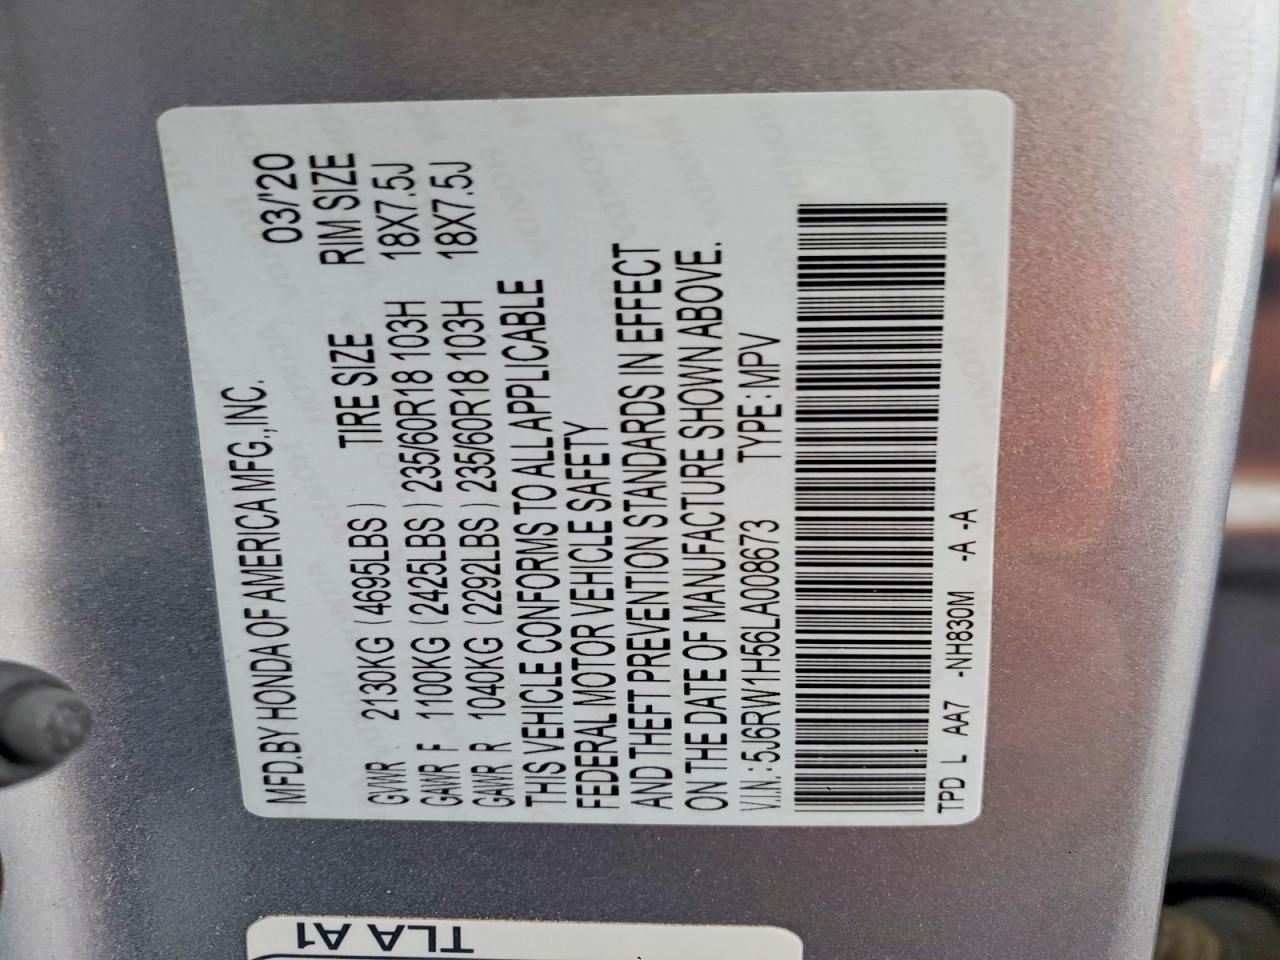 MFD.BY HONDA OF AMERICA MFG.,INC. 03/'20
TIRE SIZE RIM SIZE
GVWR 2130KG (4695LBS)
GAWR F 1100KG (2425LBS) 235/60R18 103H 18X7.5J
GAWR R 1040KG (2292LBS) 235/60R18 103H 18X7.5J
THIS VEHICLE CONFORMS TO ALL APPLICABLE
FEDERAL MOTOR VEHICLE SAFETY
AND THEFT PREVENTION STANDARDS IN EFFECT
ON THE DATE OF MANUFACTURE SHOWN ABOVE.
V.I.N.: 5J6RW1H56LA008673 TYPE : MPV
TPD L AA7 -NH830M -A -A
TLA A1